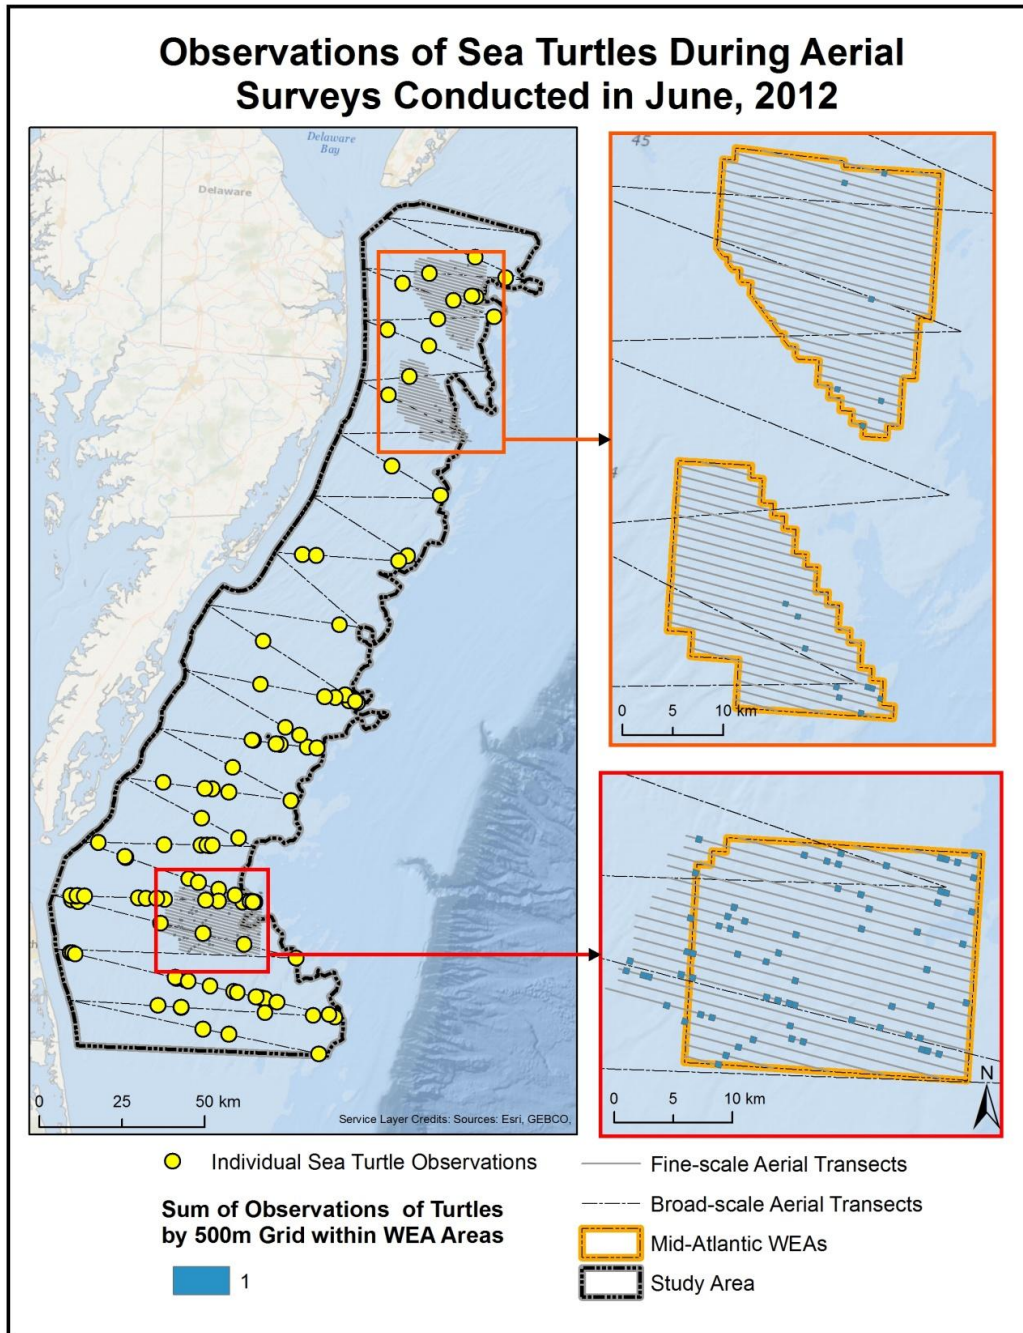 Observations of Sea Turtles During Aerial
Surveys Conducted in June, 2012
Delaware
Bay
Delaware
45
0 5 10 km
0 5 10 km
N
0 25 50 km
Service Layer Credits: Sources: Esri, GEBCO,
Individual Sea Turtle Observations
Sum of Observations of Turtles
by 500m Grid within WEA Areas
1
Fine-scale Aerial Transects
Broad-scale Aerial Transects
Mid-Atlantic WEAs
Study Area